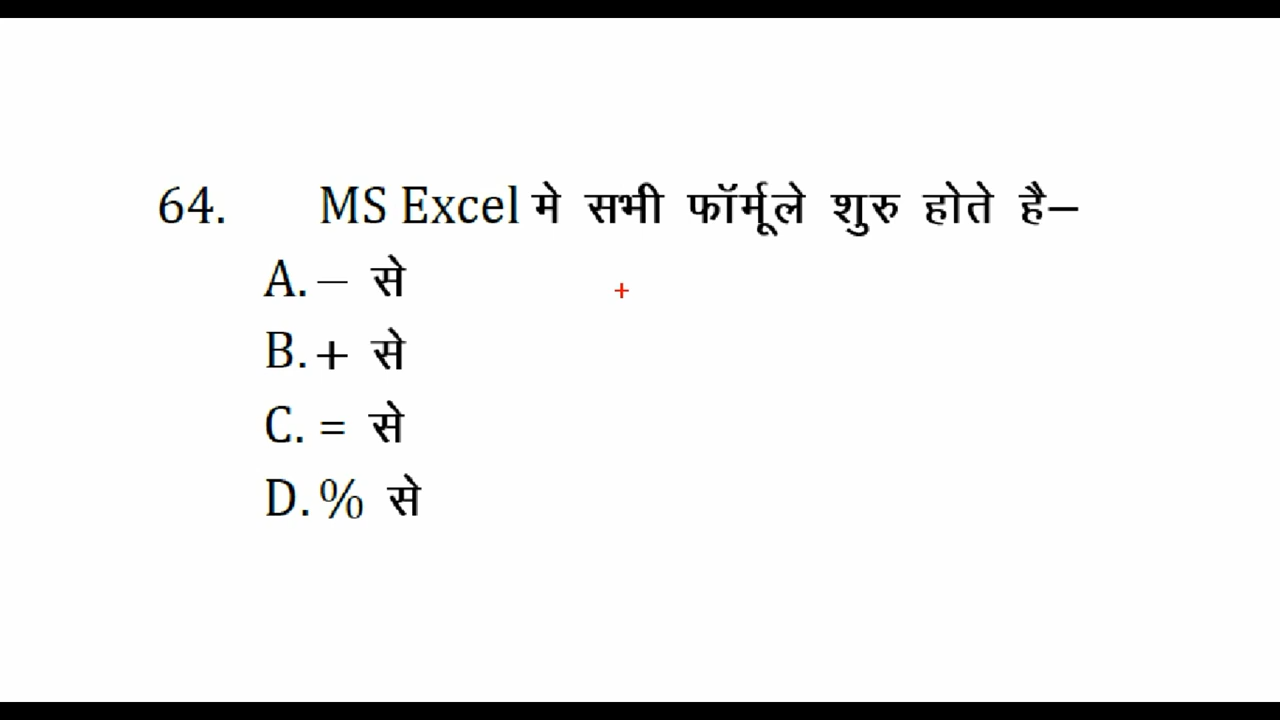 64. MS Excel मे सभी फॉर्मूले शुरु होते है–
A. – से
B. + से
C. = से
D. % से